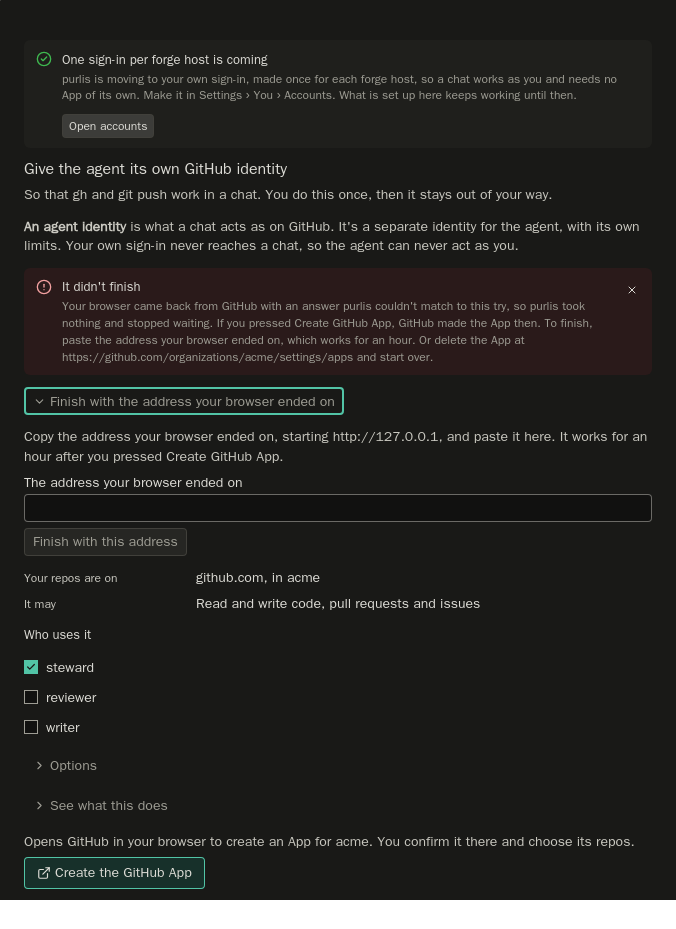 One sign-in per forge host is coming
purlis is moving to your own sign-in, made once for each forge host, so a chat works as you and needs no
App of its own. Make it in Settings › You › Accounts. What is set up here keeps working until then.
Open accounts
Give the agent its own GitHub identity
So that gh and git push work in a chat. You do this once, then it stays out of your way.
An agent identity is what a chat acts as on GitHub. It's a separate identity for the agent, with its own
limits. Your own sign-in never reaches a chat, so the agent can never act as you.
It didn't finish
Your browser came back from GitHub with an answer purlis couldn't match to this try, so purlis took
nothing and stopped waiting. If you pressed Create GitHub App, GitHub made the App then. To finish,
paste the address your browser ended on, which works for an hour. Or delete the App at
https://github.com/organizations/acme/settings/apps and start over.
Finish with the address your browser ended on
Copy the address your browser ended on, starting http://127.0.0.1, and paste it here. It works for an
hour after you pressed Create GitHub App.
The address your browser ended on
Finish with this address
Your repos are on github.com, in acme
It may Read and write code, pull requests and issues
Who uses it
steward
reviewer
writer
Options
See what this does
Opens GitHub in your browser to create an App for acme. You confirm it there and choose its repos.
Create the GitHub App